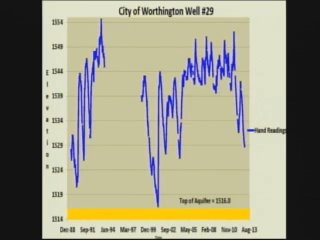 City of Worthington Well #29
1554
1549
1544
1539
1534
1529
1524
1519
1514
Elevation
Hand Readings
Top of Aquifer = 1516.0
Dec-88 Sep-91 Jun-94 Mar-97 Dec-99 Sep-02 May-05 Feb-08 Nov-10 Aug-13